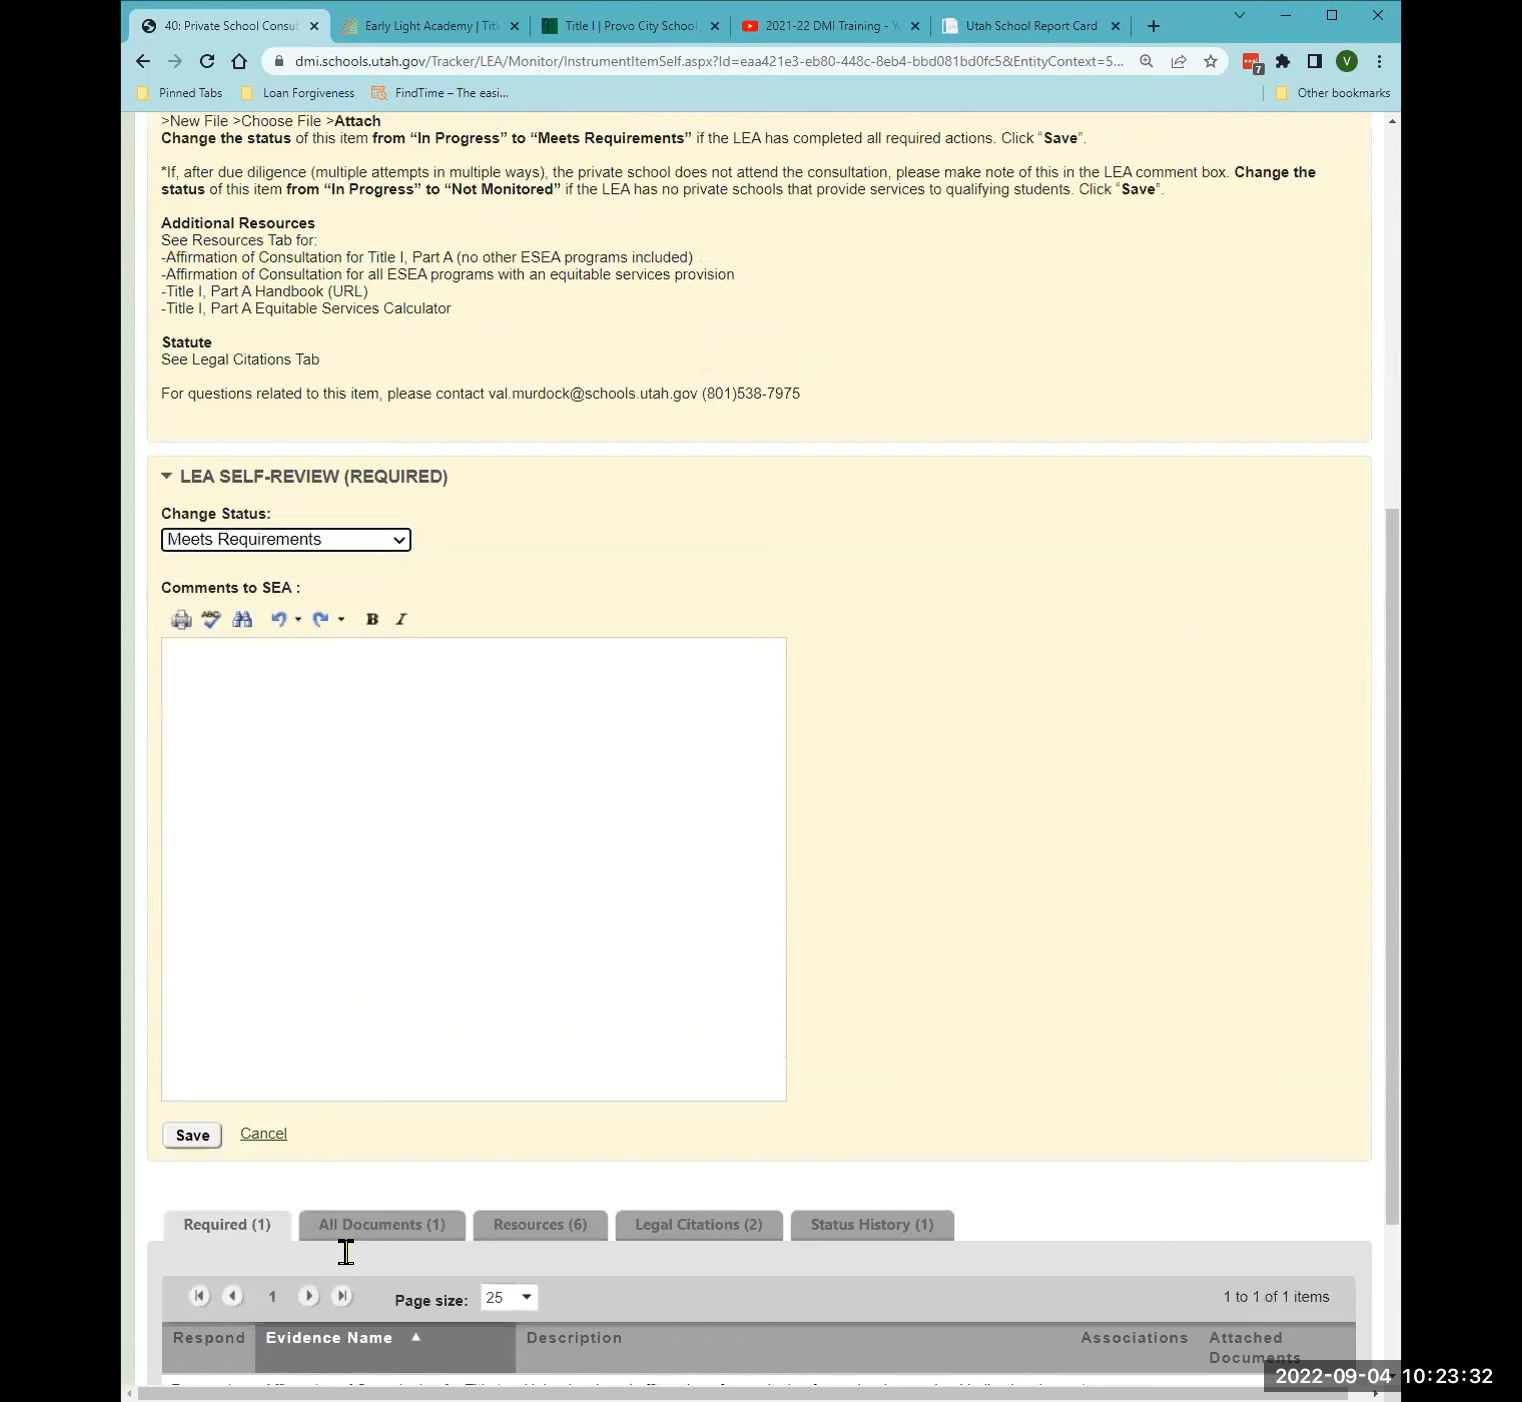 40: Private School Consul
Early Light Academy | Titl
Title I | Provo City School
2021-22 DMI Training - Y
Utah School Report Card
dmi.schools.utah.gov/Tracker/LEA/Monitor/InstrumentItemSelf.aspx?Id=eaa421e3-eb80-448c-8eb4-bbd081bd0fc5&EntityContext=5...
7
V
Pinned Tabs
Loan Forgiveness
FindTime – The easi...
Other bookmarks
>New File >Choose File >Attach
Change the status of this item from “In Progress” to “Meets Requirements” if the LEA has completed all required actions. Click “Save”.
*If, after due diligence (multiple attempts in multiple ways), the private school does not attend the consultation, please make note of this in the LEA comment box. Change the
status of this item from “In Progress” to “Not Monitored” if the LEA has no private schools that provide services to qualifying students. Click “Save”.
Additional Resources
See Resources Tab for:
-Affirmation of Consultation for Title I, Part A (no other ESEA programs included)
-Affirmation of Consultation for all ESEA programs with an equitable services provision
-Title I, Part A Handbook (URL)
-Title I, Part A Equitable Services Calculator
Statute
See Legal Citations Tab
For questions related to this item, please contact val.murdock@schools.utah.gov (801)538-7975
LEA SELF-REVIEW (REQUIRED)
Change Status:
Meets Requirements
Comments to SEA :
ABC
B I
Save Cancel
Required (1)
All Documents (1)
Resources (6)
Legal Citations (2)
Status History (1)
1
Page size: 25
1 to 1 of 1 items
Respond Evidence Name Description Associations Attached
Documents
2022-09-04 10:23:32